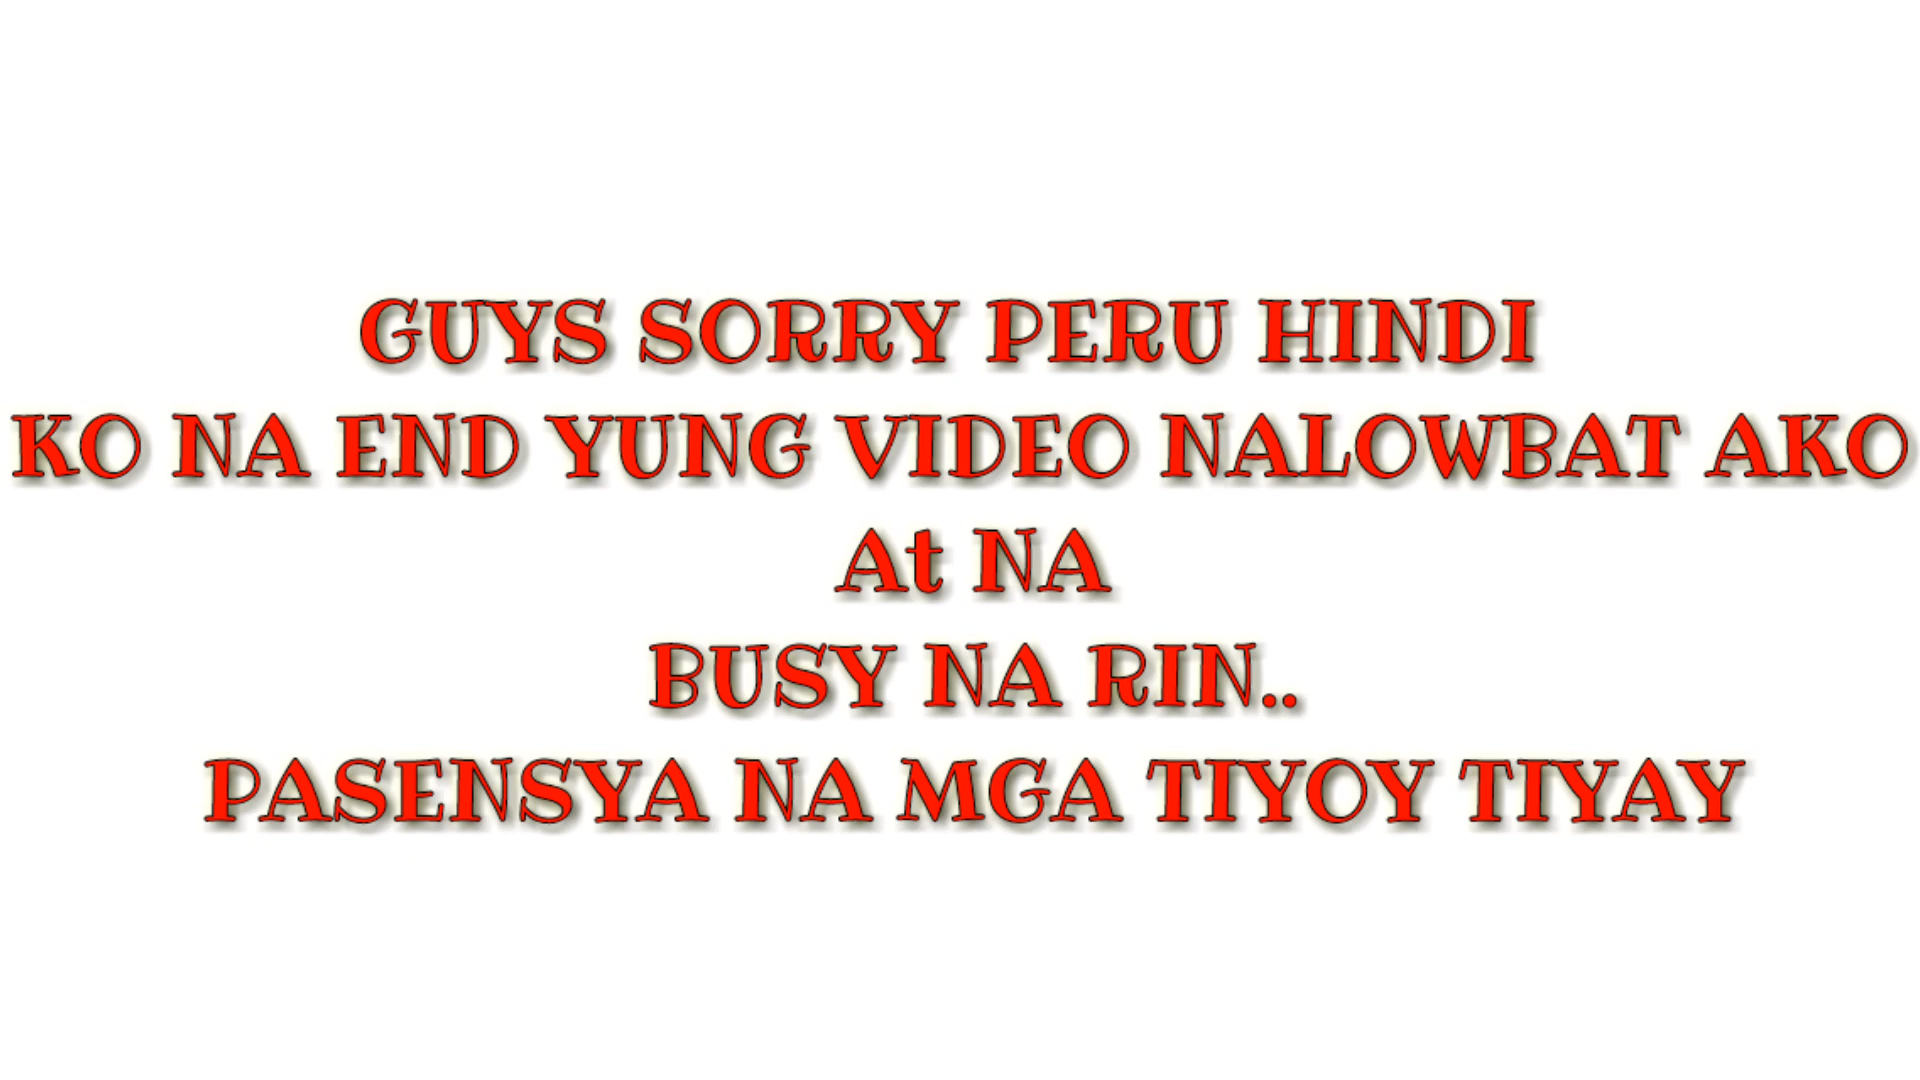 GUYS SORRY PERU HINDI
KO NA END YUNG VIDEO NALOWBAT AKO
At NA
BUSY NA RIN..
PASENSYA NA MGA TIYOY TIYAY